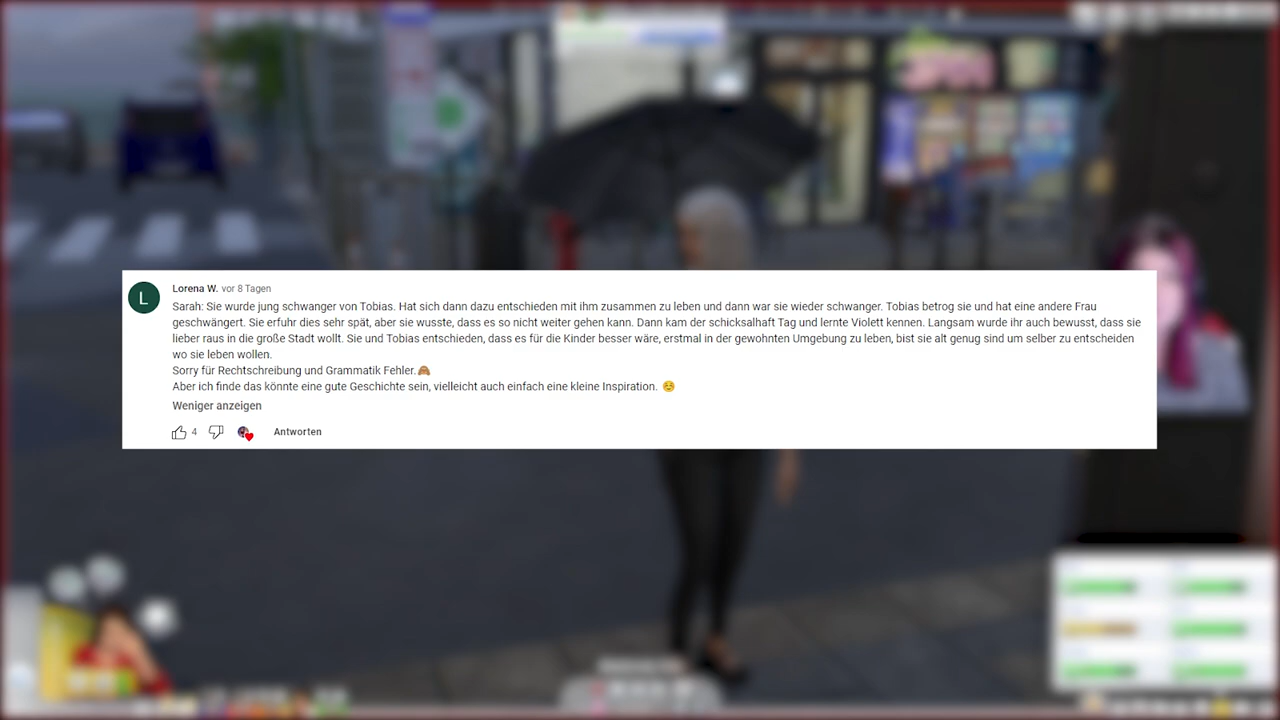 L
Lorena W. vor 8 Tagen
Sarah: Sie wurde jung schwanger von Tobias. Hat sich dann dazu entschieden mit ihm zusammen zu leben und dann war sie wieder schwanger. Tobias betrog sie und hat eine andere Frau
geschwängert. Sie erfuhr dies sehr spät, aber sie wusste, dass es so nicht weiter gehen kann. Dann kam der schicksalhaft Tag und lernte Violett kennen. Langsam wurde ihr auch bewusst, dass sie
lieber raus in die große Stadt wollt. Sie und Tobias entschieden, dass es für die Kinder besser wäre, erstmal in der gewohnten Umgebung zu leben, bist sie alt genug sind um selber zu entscheiden
wo sie leben wollen.
Sorry für Rechtschreibung und Grammatik Fehler.🙈
Aber ich finde das könnte eine gute Geschichte sein, vielleicht auch einfach eine kleine Inspiration. ☺️
Weniger anzeigen
4 Antworten